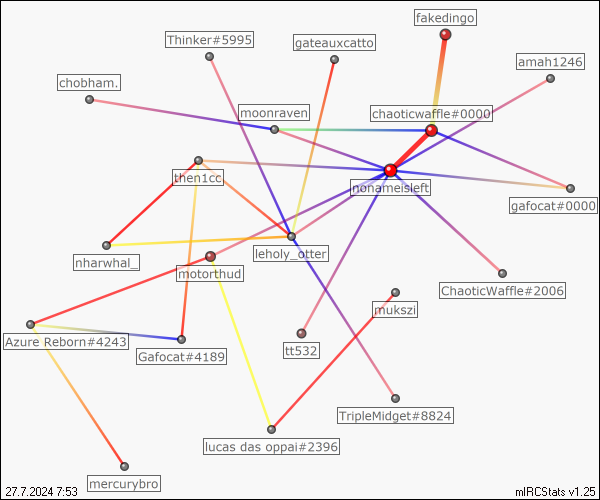 fakedingo
Thinker#5995
gateauxcatto
amah1246
chobham.
moonraven
chaoticwaffle#0000
then1cc
nonameisleft
gafocat#0000
nharwhal_
leholy_otter
motorthud
ChaoticWaffle#2006
mukszi
Azure Reborn#4243
Gafocat#4189
tt532
TripleMidget#8824
lucas das oppai#2396
mercurybro
27.7.2024 7:53
mIRCStats v1.25